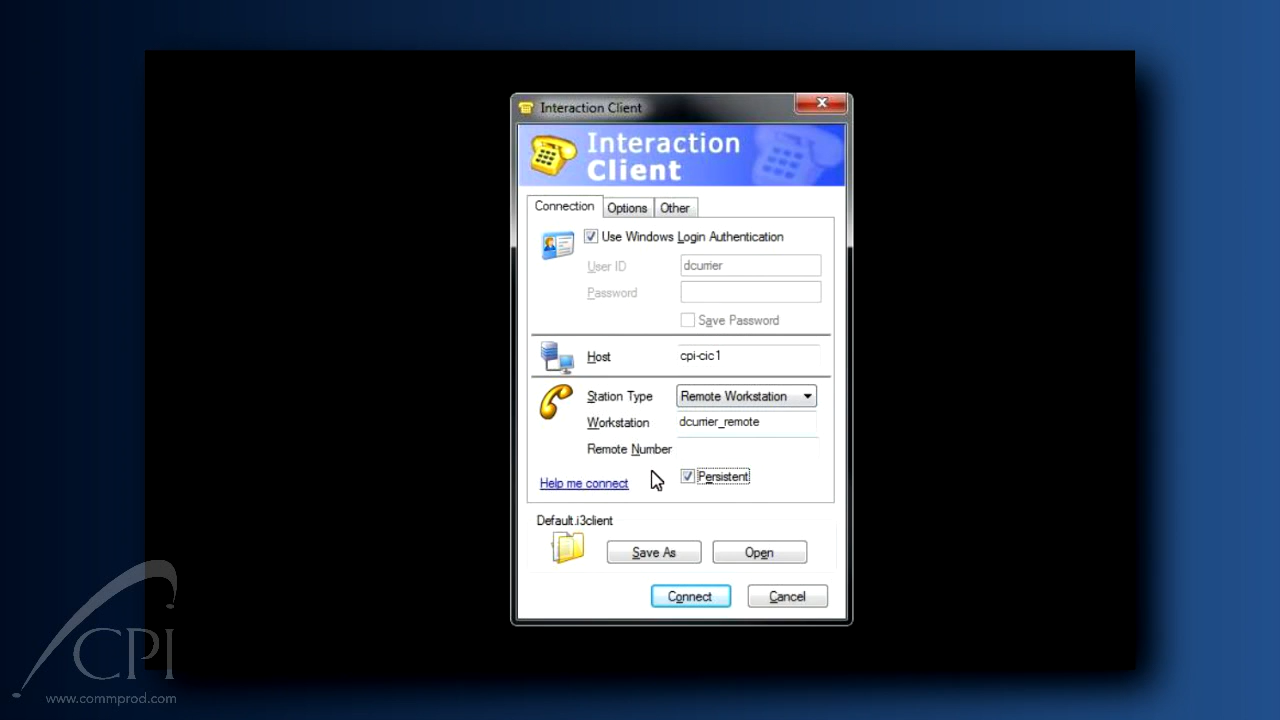 Interaction Client
Interaction
Client
Connection Options Other
Use Windows Login Authentication
User ID dcurrier
Password
Save Password
Host cpi-cic1
Station Type Remote Workstation
Workstation dcurrier_remote
Remote Number
Persistent
Help me connect
Default.i3client
Save As Open
Connect Cancel
CPI
www.commprod.com